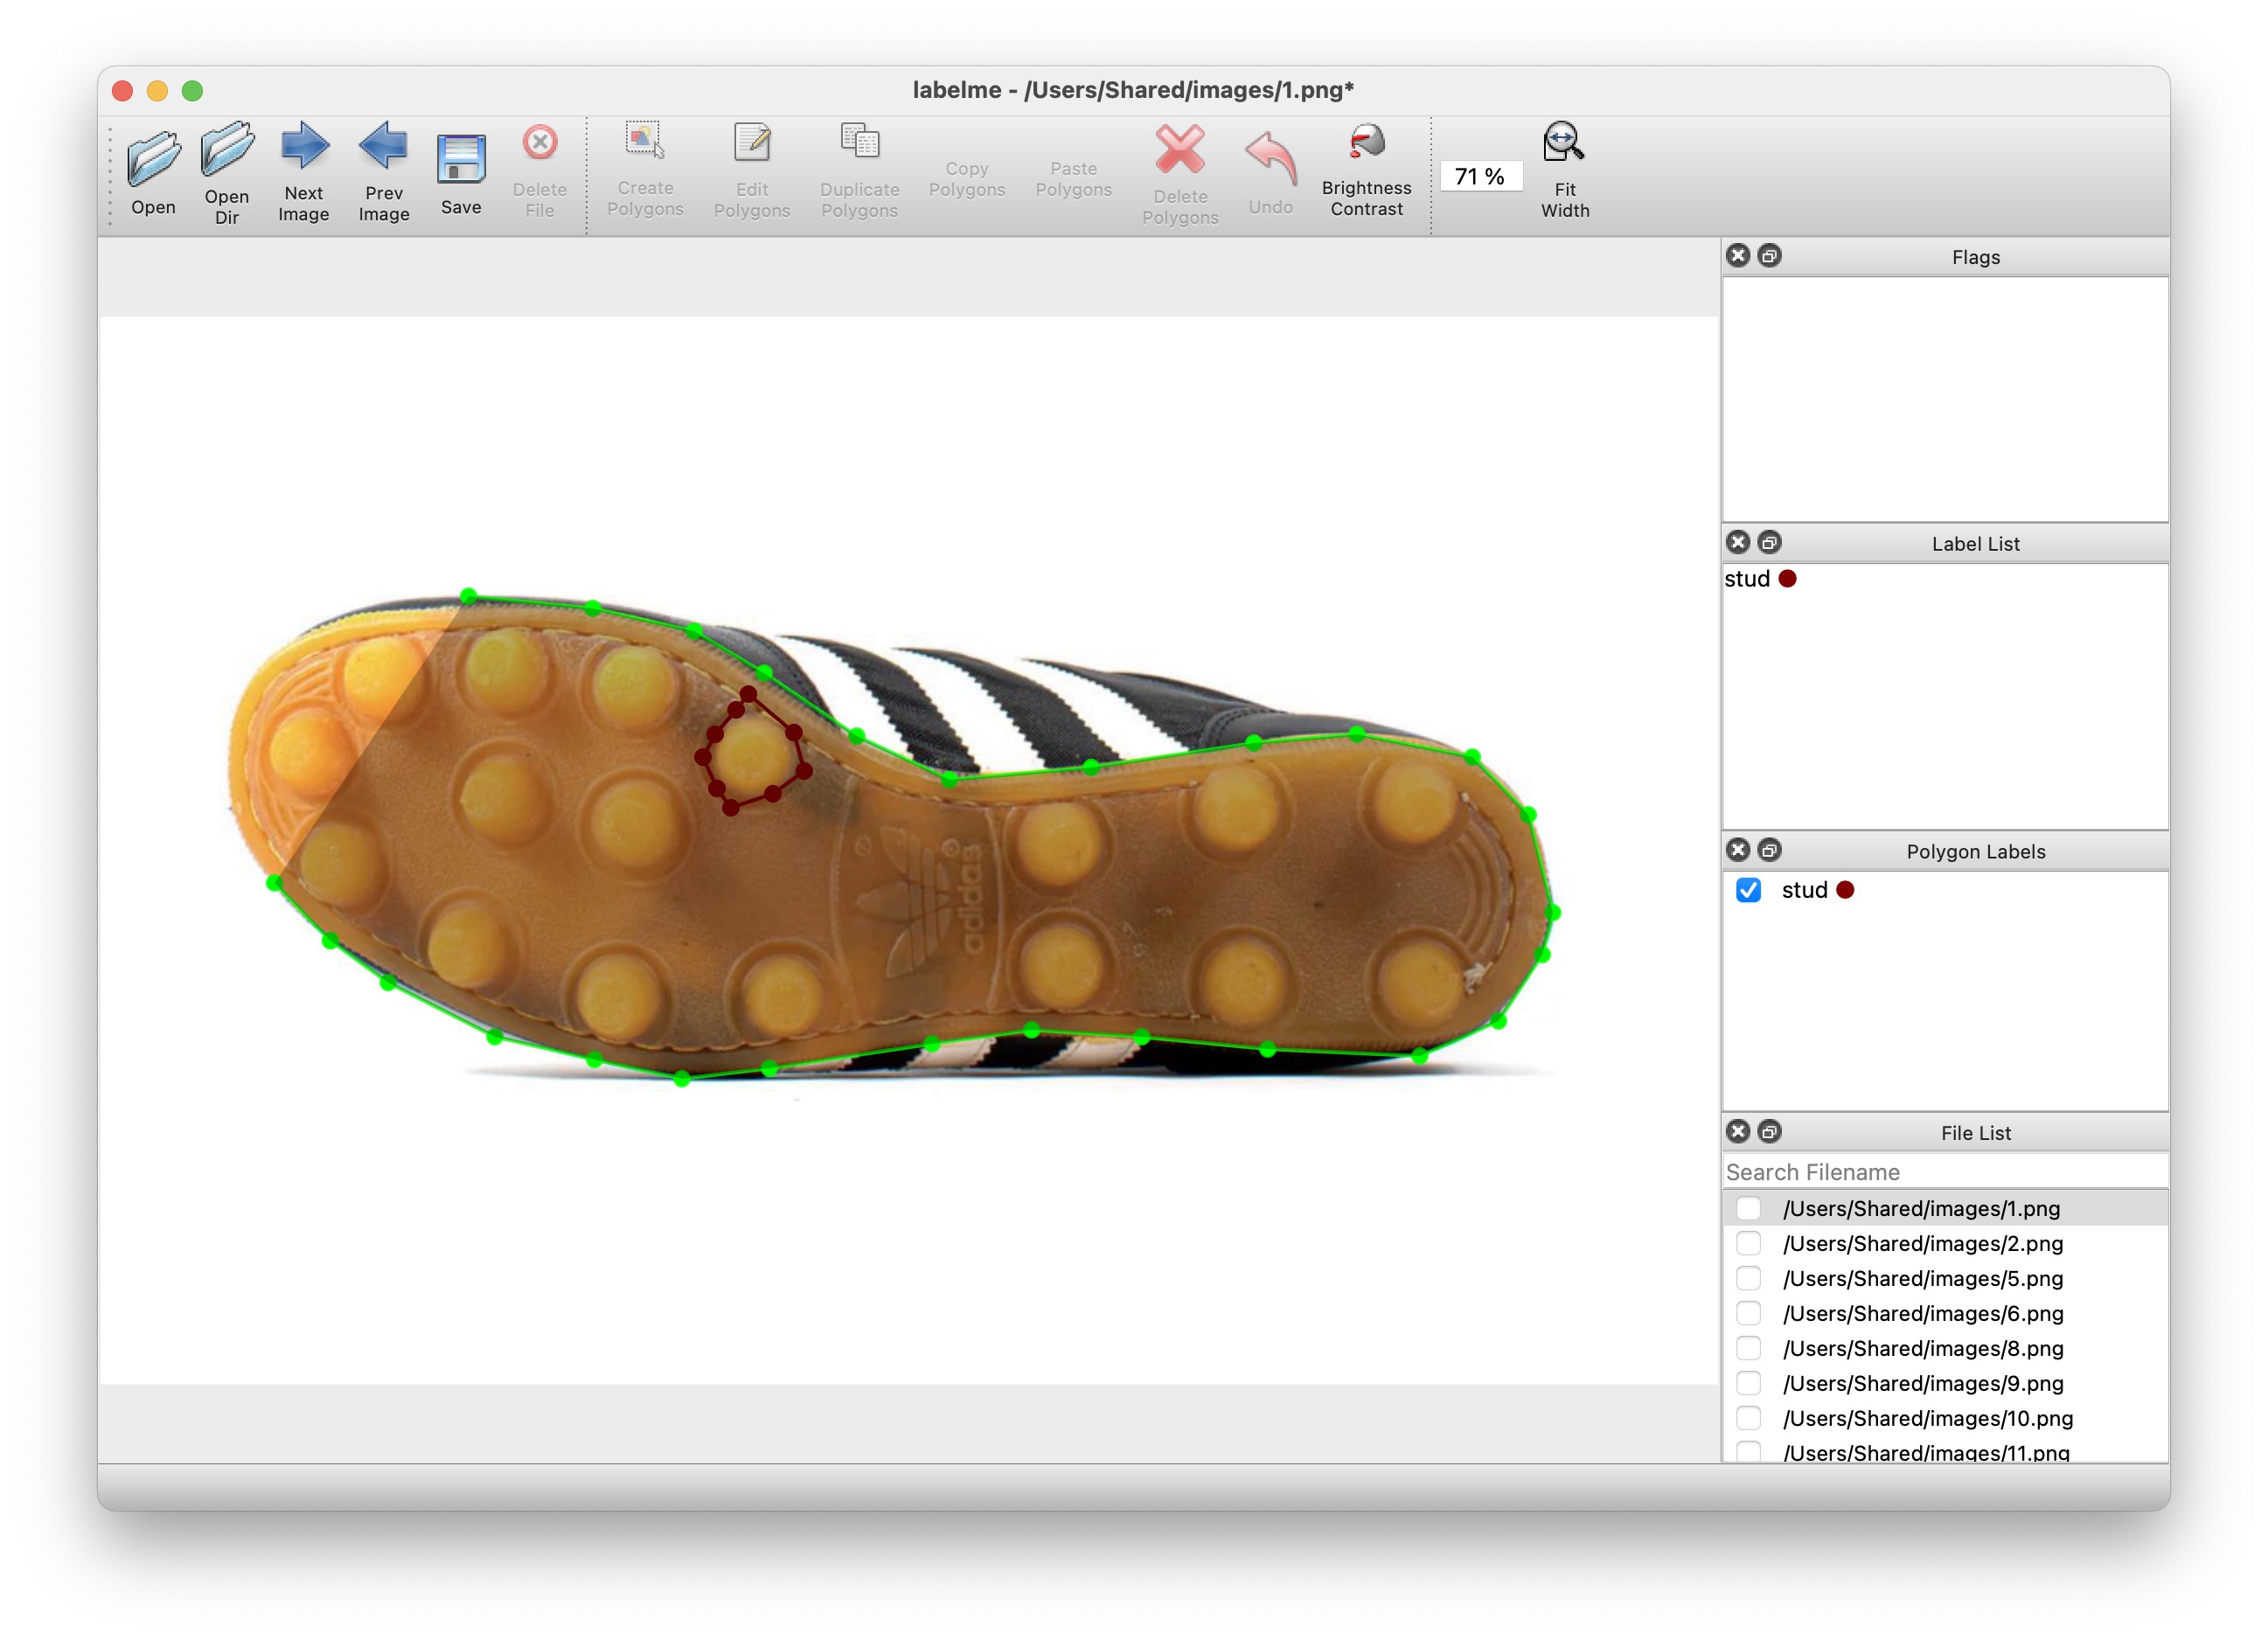 labelme - /Users/Shared/images/1.png*
Open
Open Dir
Next Image
Prev Image
Save
Delete File
Create Polygons
Edit Polygons
Duplicate Polygons
Copy Polygons
Paste Polygons
Delete Polygons
Undo
Brightness Contrast
71 %
Fit Width
Flags
Label List
stud
adidas
Polygon Labels
stud
File List
Search Filename
/Users/Shared/images/1.png
/Users/Shared/images/2.png
/Users/Shared/images/5.png
/Users/Shared/images/6.png
/Users/Shared/images/8.png
/Users/Shared/images/9.png
/Users/Shared/images/10.png
/Users/Shared/images/11.png